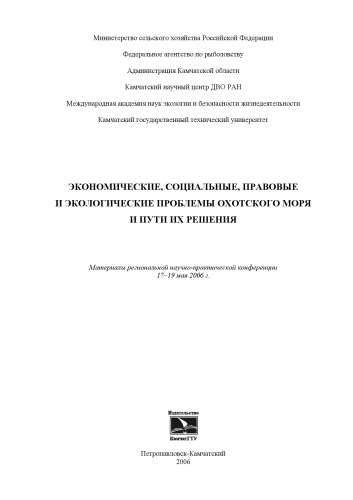 Министерство сельского хозяйства Российской Федерации
Федеральное агентство по рыболовству
Администрация Камчатской области
Камчатский научный центр ДВО РАН
Международная академия наук экологии и безопасности жизнедеятельности
Камчатский государственный технический университет
ЭКОНОМИЧЕСКИЕ, СОЦИАЛЬНЫЕ, ПРАВОВЫЕ
И ЭКОЛОГИЧЕСКИЕ ПРОБЛЕМЫ ОХОТСКОГО МОРЯ
И ПУТИ ИХ РЕШЕНИЯ
Материалы региональной научно-практической конференции
17–19 мая 2006 г.
Издательство
КамчатГТУ
Петропавловск-Камчатский
2006